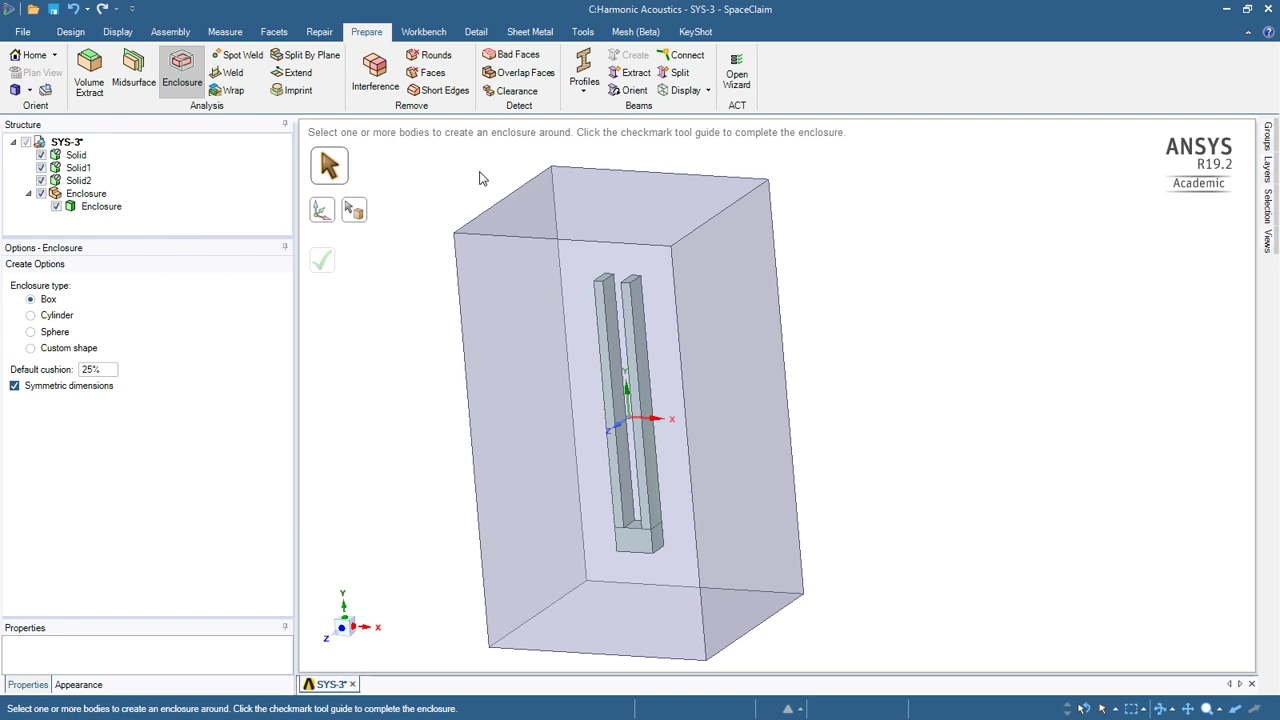 C:Harmonic Acoustics - SYS-3 - SpaceClaim
File Design Display Assembly Measure Facets Repair Prepare Workbench Detail Sheet Metal Tools Mesh (Beta) KeyShot
Home
Plan View
Orient
Volume Extract
Midsurface
Enclosure
Spot Weld
Weld
Wrap
Split By Plane
Extend
Imprint
Analysis
Interference
Rounds
Faces
Short Edges
Remove
Bad Faces
Overlap Faces
Clearance
Detect
Profiles
Create
Extract
Orient
Connect
Split
Display
Beams
Open Wizard
ACT
Structure
SYS-3*
Solid
Solid1
Solid2
Enclosure
Enclosure
Options - Enclosure
Create Options
Enclosure type:
Box
Cylinder
Sphere
Custom shape
Default cushion: 25%
Symmetric dimensions
Properties
Properties Appearance
Select one or more bodies to create an enclosure around. Click the checkmark tool guide to complete the enclosure.
ANSYS
R19.2
Academic
Y
X
Z
Y
X
Z
Groups
Layers
Selection
Views
SYS-3*
Select one or more bodies to create an enclosure around. Click the checkmark tool guide to complete the enclosure.